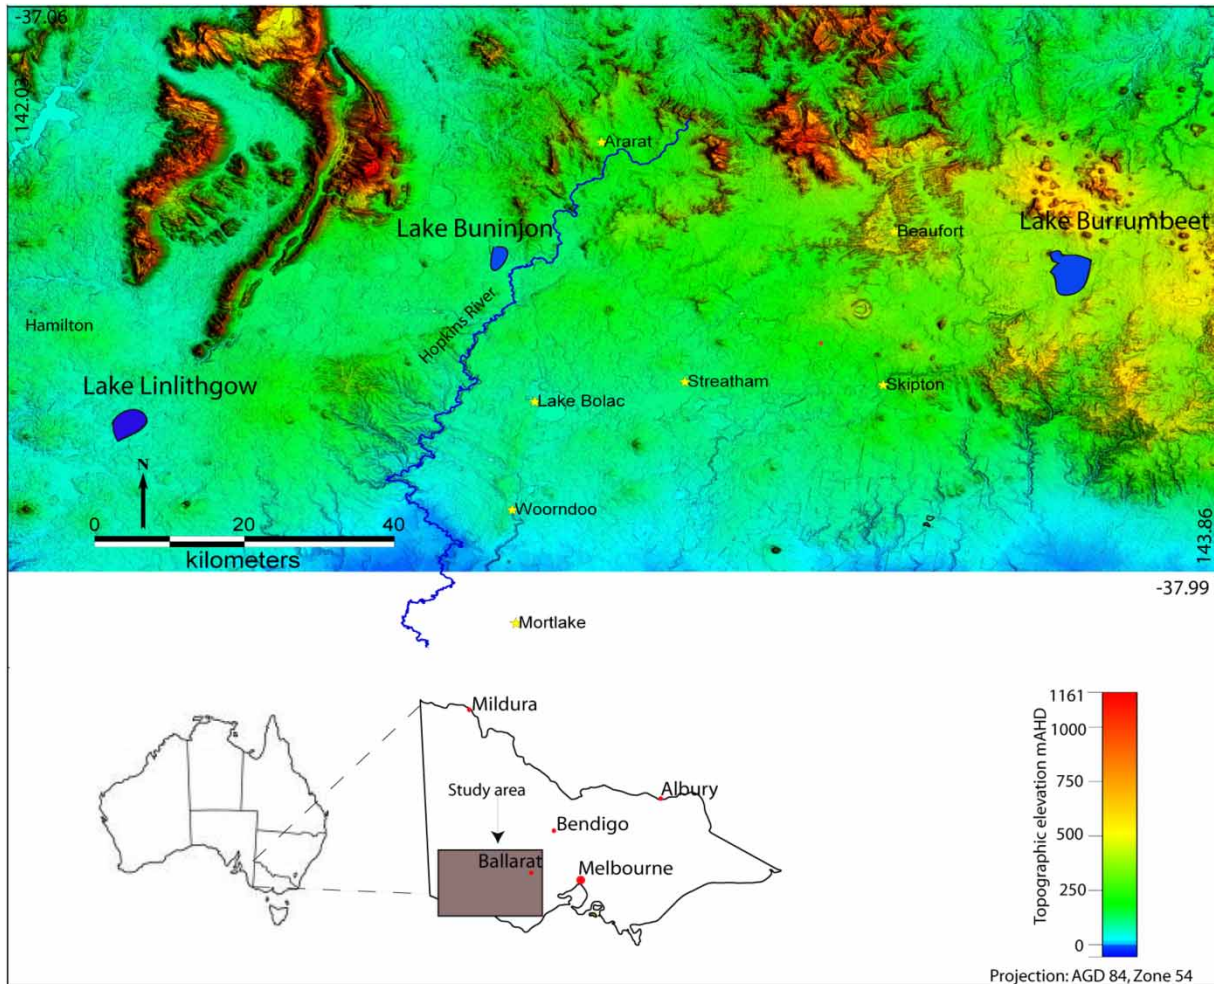 -37.06
142.02
Ararat
Lake Buninjon
Beaufort
Lake Burrumbeet
Hopkins River
Hamilton
Lake Linlithgow
Streatham
Skipton
Lake Bolac
N
0 20 40
kilometers
Woorndoo
143.86
-37.99
Mortlake
Mildura
Study area
Albury
Bendigo
Ballarat
Melbourne
Topographic elevation mAHD
1161
1000
750
500
250
0
Projection: AGD 84, Zone 54